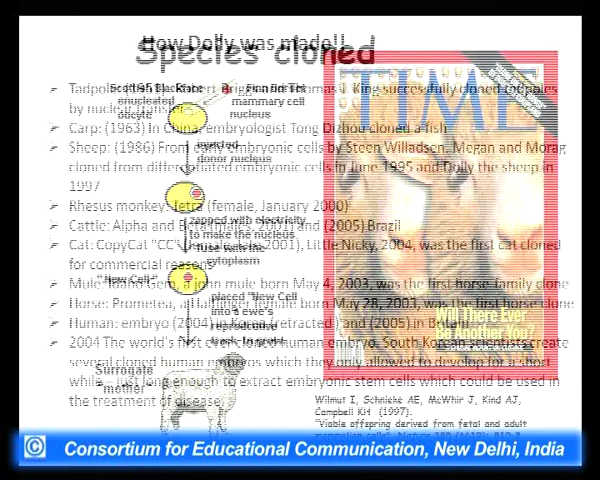 How Dolly was made!!
Species cloned
TIME
Scottish Blackface
enucleated
oocyte
Finn Dorset
mammary cell
nucleus
injected
donor nucleus
zapped with electricity
to make the nucleus
fuse with the
cytoplasm
"New Cell"
placed "New Cell
into a ewe's
reproductive
Surrogate
mother
Tadpole: (1951) Robert Briggs and Thomas J. King successfully cloned tadpoles
by nuclear
Carp: (1963) In China, embryologist Tong Dizhou cloned a fish
Sheep: (1986) From early embryonic cells by Steen Willadsen. Megan and Morag
cloned from differentiated embryonic cells in June 1995 and Dolly the sheep in
1997
Rhesus monkey: Tetra (female, January 2000)
Cattle: Alpha and Beta (males, 2001) and (2005) Brazil
Cat: CopyCat "CC" (female, late 2001), Little Nicky, 2004, was the first cat cloned
for commercial reasons
Mule: Idaho Gem, a john mule born May 4, 2003, was the first horse-family clone
Horse: Prometea, a Haflinger female born May 28, 2003, was the first horse clone
Human: embryo (2004) in Korea (retracted) and (2005) in Britain
2004 The world's first ever cloned human embryo. South Korean scientists create
several cloned human embryos which they only allowed to develop for a short
while – just long enough to extract embryonic stem cells which could be used in
the treatment of disease.
Will There Ever
Be Another You?
Wilmut I, Schnieke AE, McWhir J, Kind AJ,
Campbell KH (1997).
"Viable offspring derived from fetal and adult
© Consortium for Educational Communication, New Delhi, India